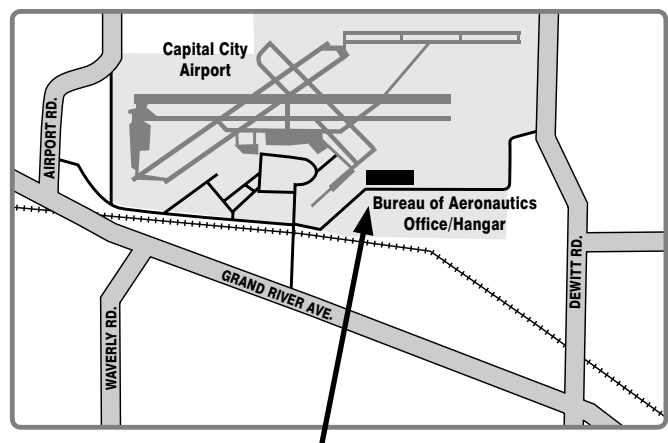 Capital City
Airport
AIRPORT RD.
Bureau of Aeronautics
Office/Hangar
DEWITT RD.
GRAND RIVER AVE.
WAVERLY RD.